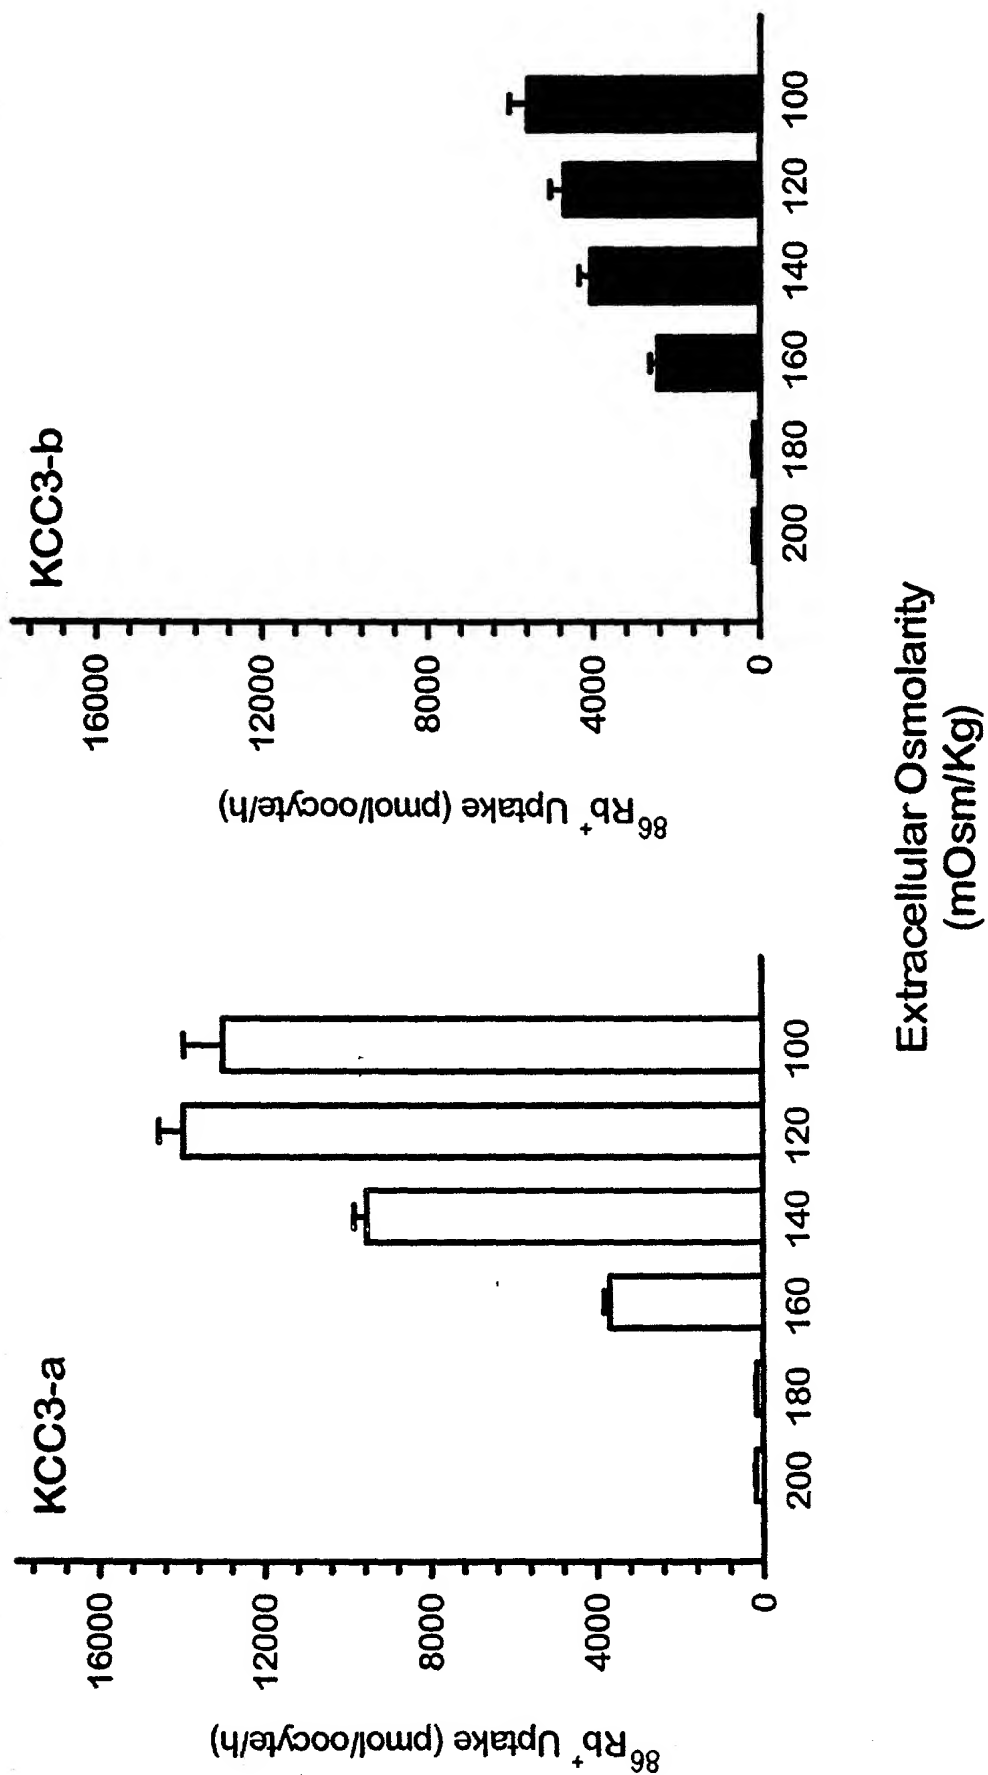 KCC3-a
16000
12000
8000
4000
0
86Rb+ Uptake (pmol/oocyte/h)
200 180 160 140 120 100
KCC3-b
16000
12000
8000
4000
0
86Rb+ Uptake (pmol/oocyte/h)
200 180 160 140 120 100
Extracellular Osmolarity
(mOsm/Kg)